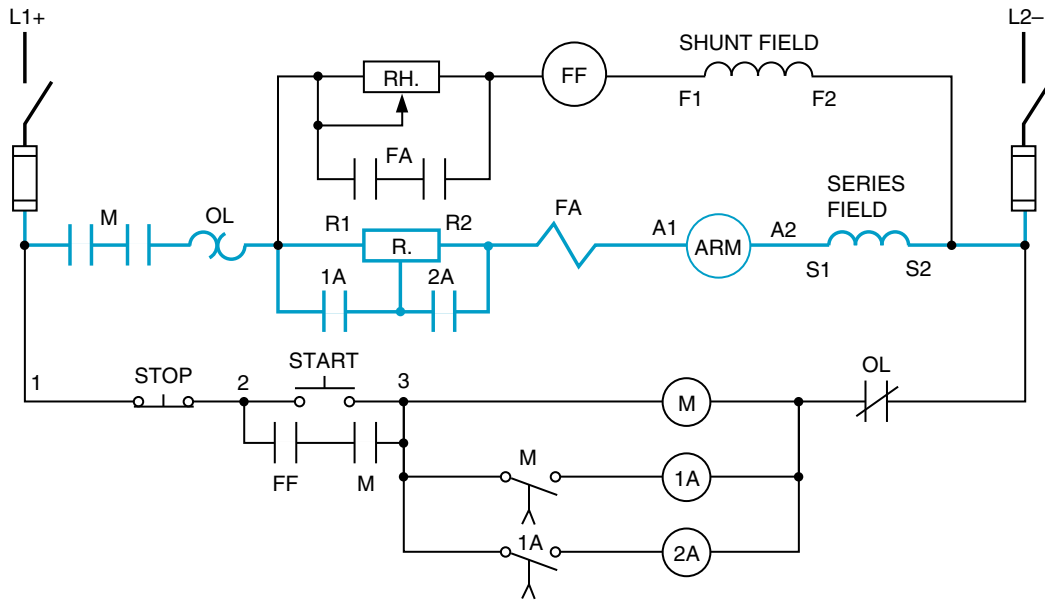 L1+
L2–
SHUNT FIELD
RH.
FF
F1
F2
FA
SERIES
FIELD
M
OL
R1
R2
FA
R.
A1
ARM
A2
S1
S2
1A
2A
1
STOP
2
START
3
M
OL
FF
M
M
1A
1A
2A